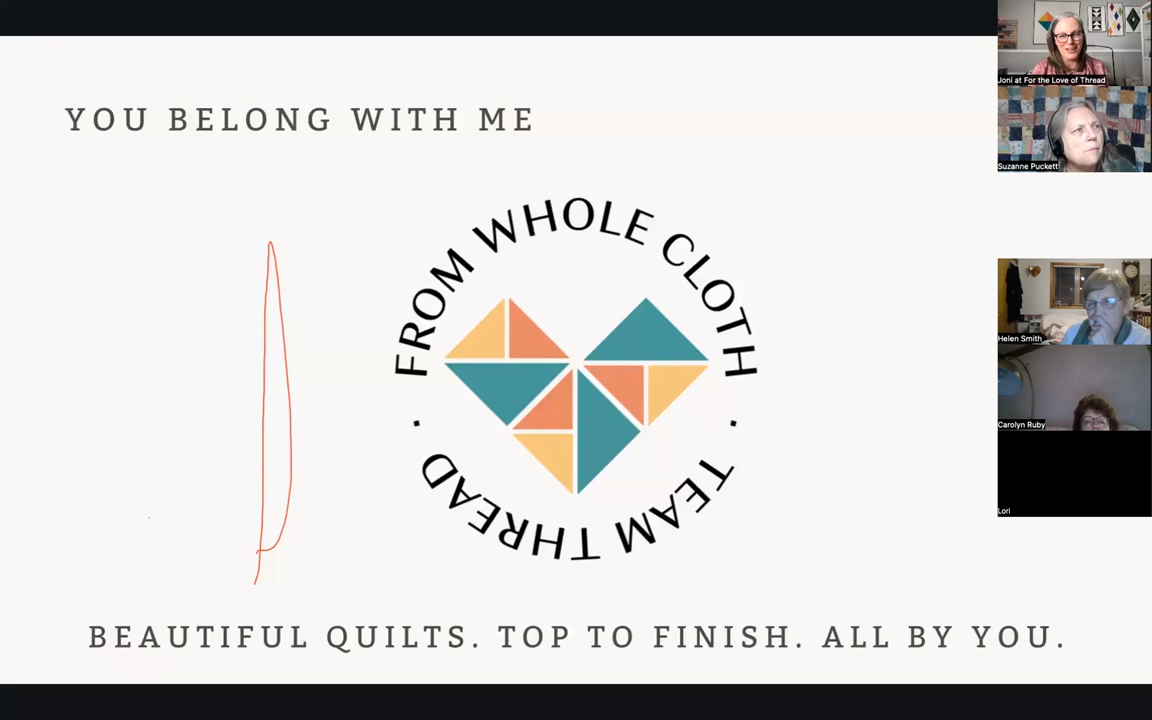 YOU BELONG WITH ME
FROM WHOLE CLOTH
· TEAM THREAD ·
BEAUTIFUL QUILTS. TOP TO FINISH. ALL BY YOU.
Joni at For the Love of Thread
Suzanne Puckett
Helen Smith
Carolyn Ruby
Lori